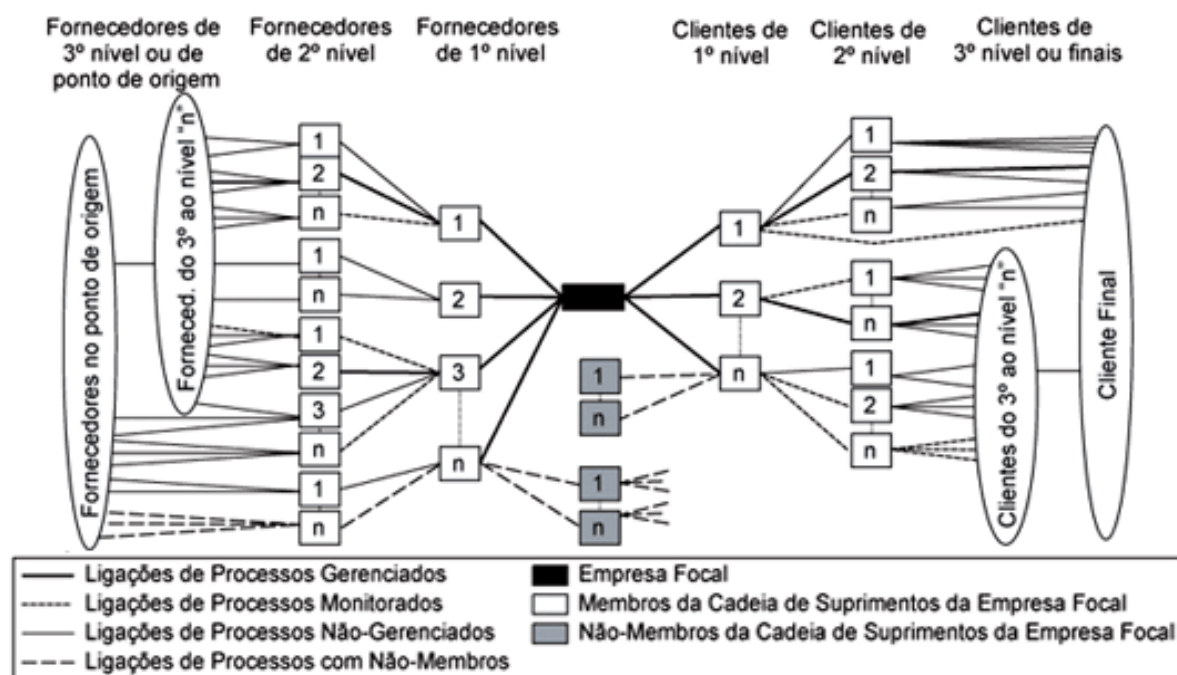 Fornecedores de
3º nível ou de
ponto de origem
Fornecedores
de 2º nível
Fornecedores
de 1º nível
Clientes de
1º nível
Clientes de
2º nível
Clientes de
3º nível ou finais
Fornecedores no ponto de origem
Forneced. do 3º ao nível "n"
1
2
n
1
n
1
2
3
n
1
n
1
2
3
n
1
n
1
n
1
2
n
1
2
n
1
n
1
2
n
Clientes do 3º ao nível "n"
Cliente Final
Ligações de Processos Gerenciados
Ligações de Processos Monitorados
Ligações de Processos Não-Gerenciados
Ligações de Processos com Não-Membros
Empresa Focal
Membros da Cadeia de Suprimentos da Empresa Focal
Não-Membros da Cadeia de Suprimentos da Empresa Focal